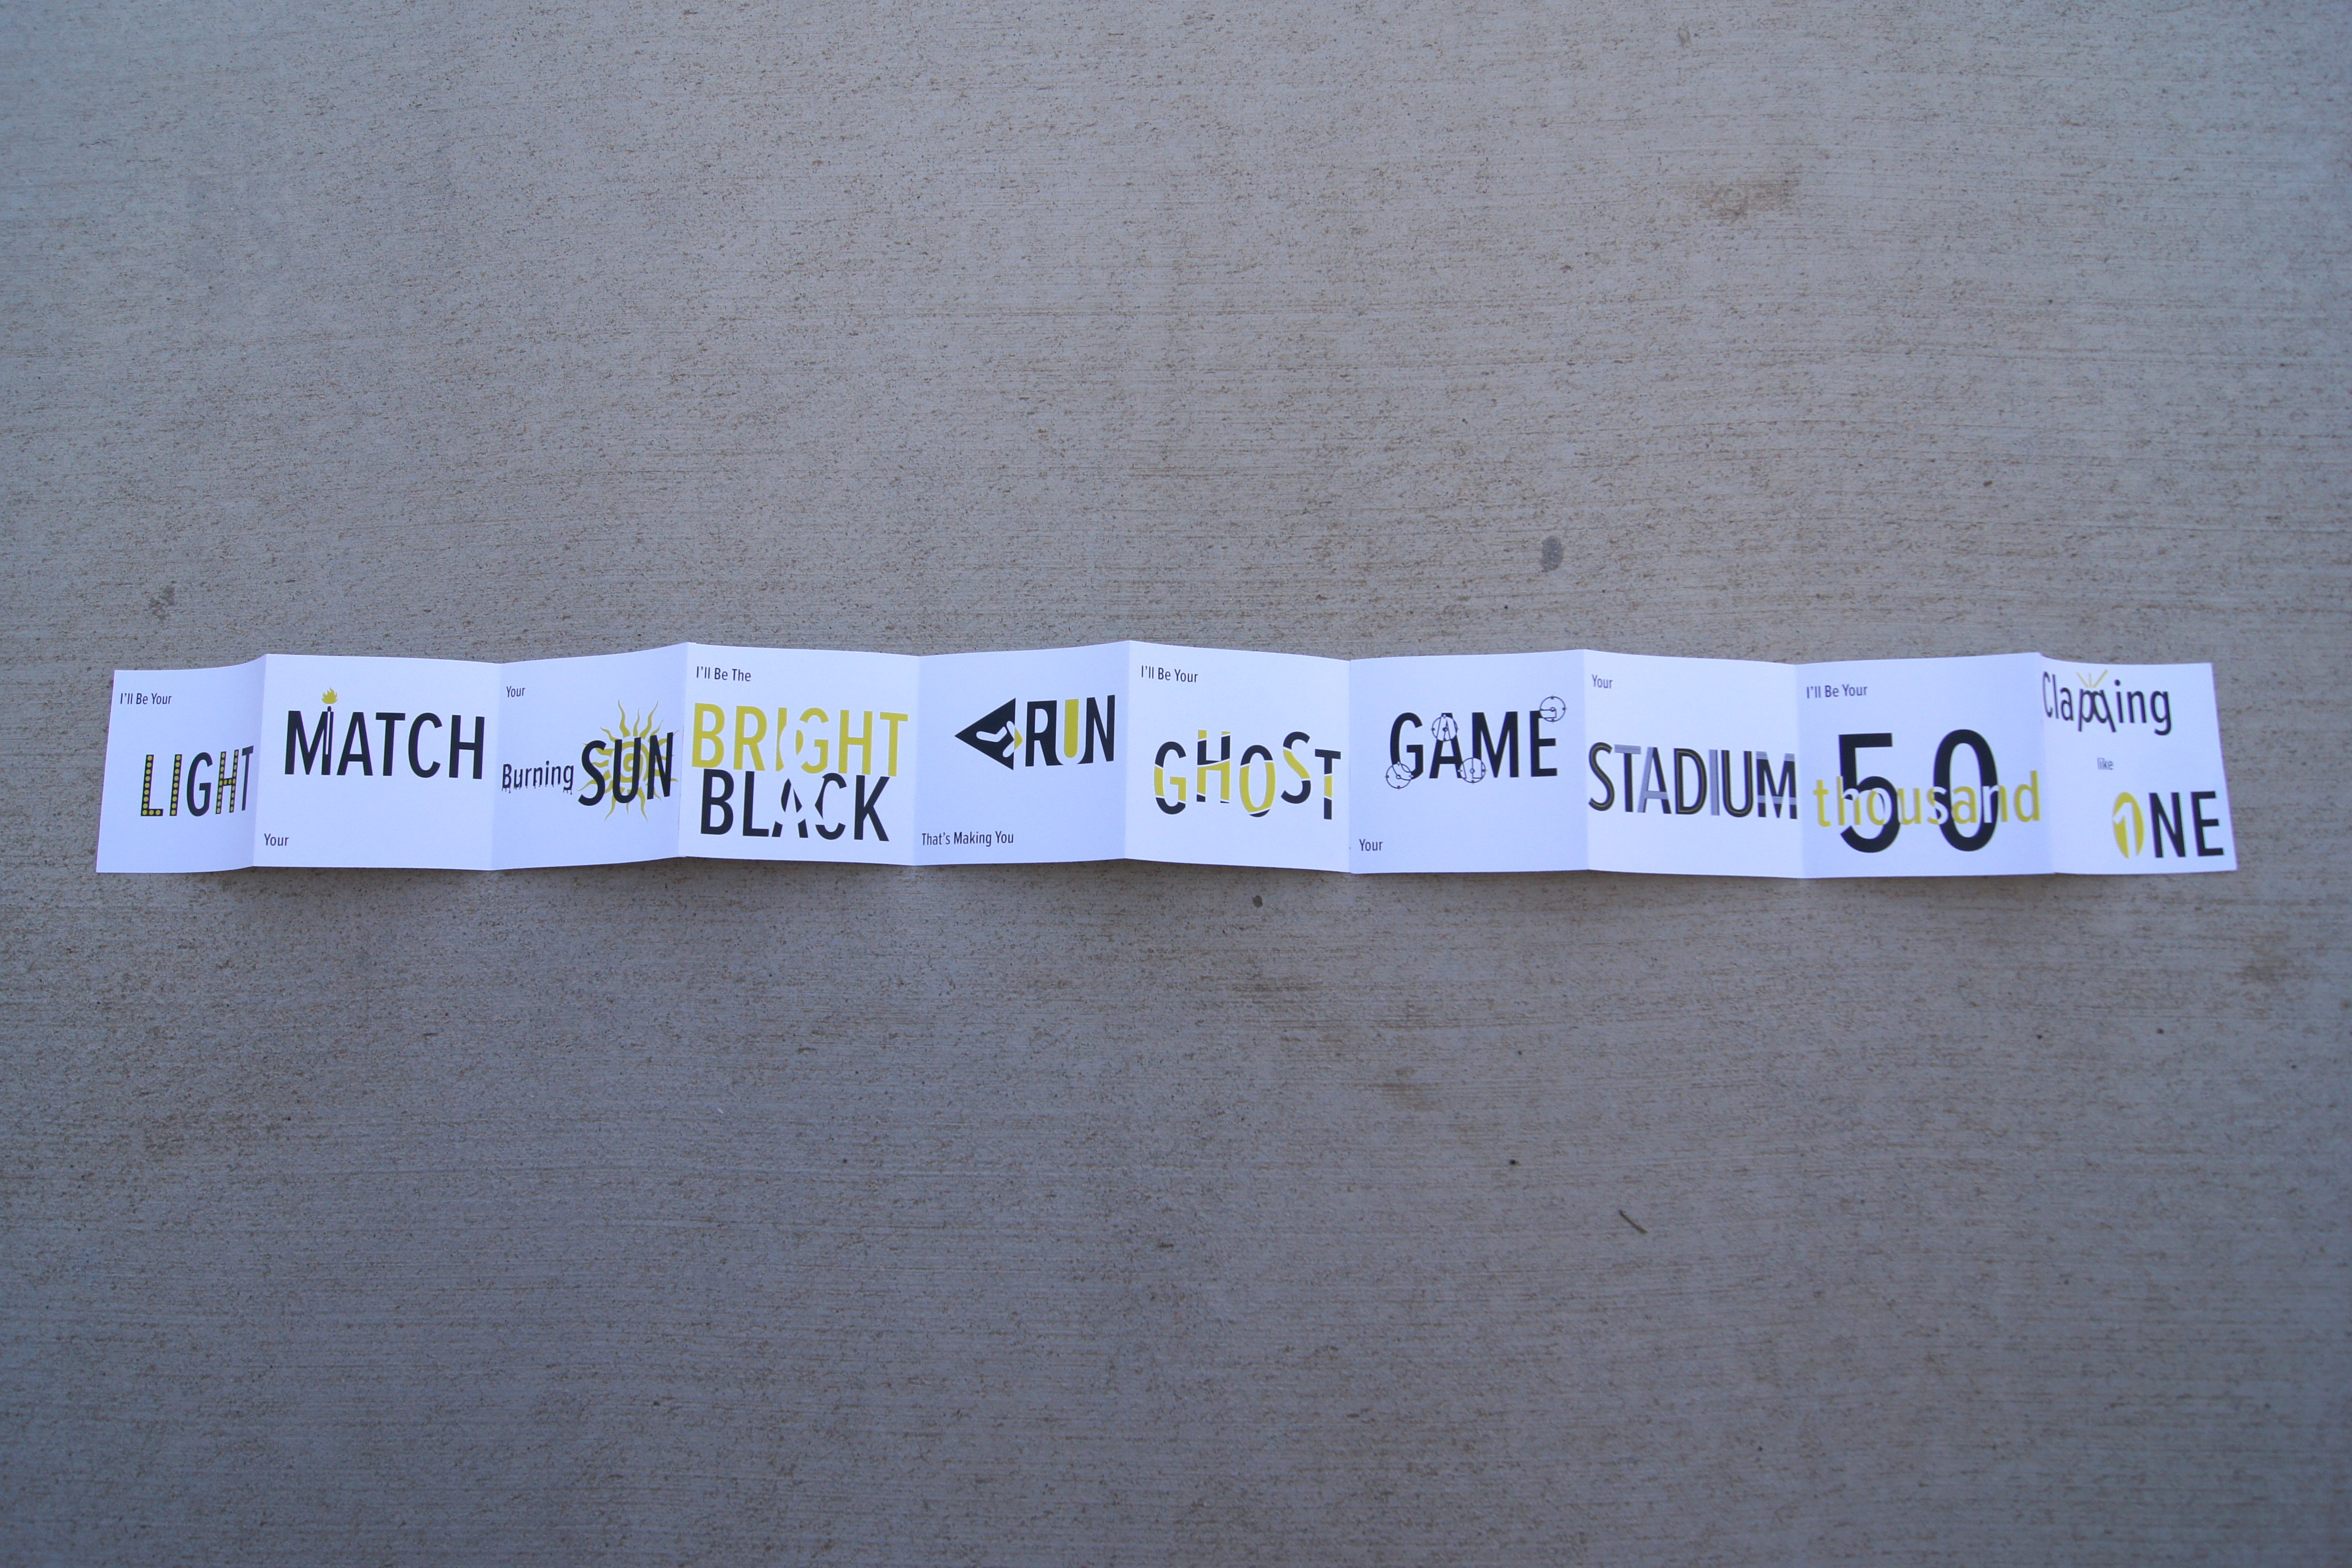 I'll Be Your
LIGHT
MATCH
Your
Your
Burning SUN
I'll Be The
BRIGHT
BLACK
RUN
That's Making You
I'll Be Your
GHOST
GAME
Your
Your
STADIUM
I'll Be Your
50
thousand
Clapping
like
ONE